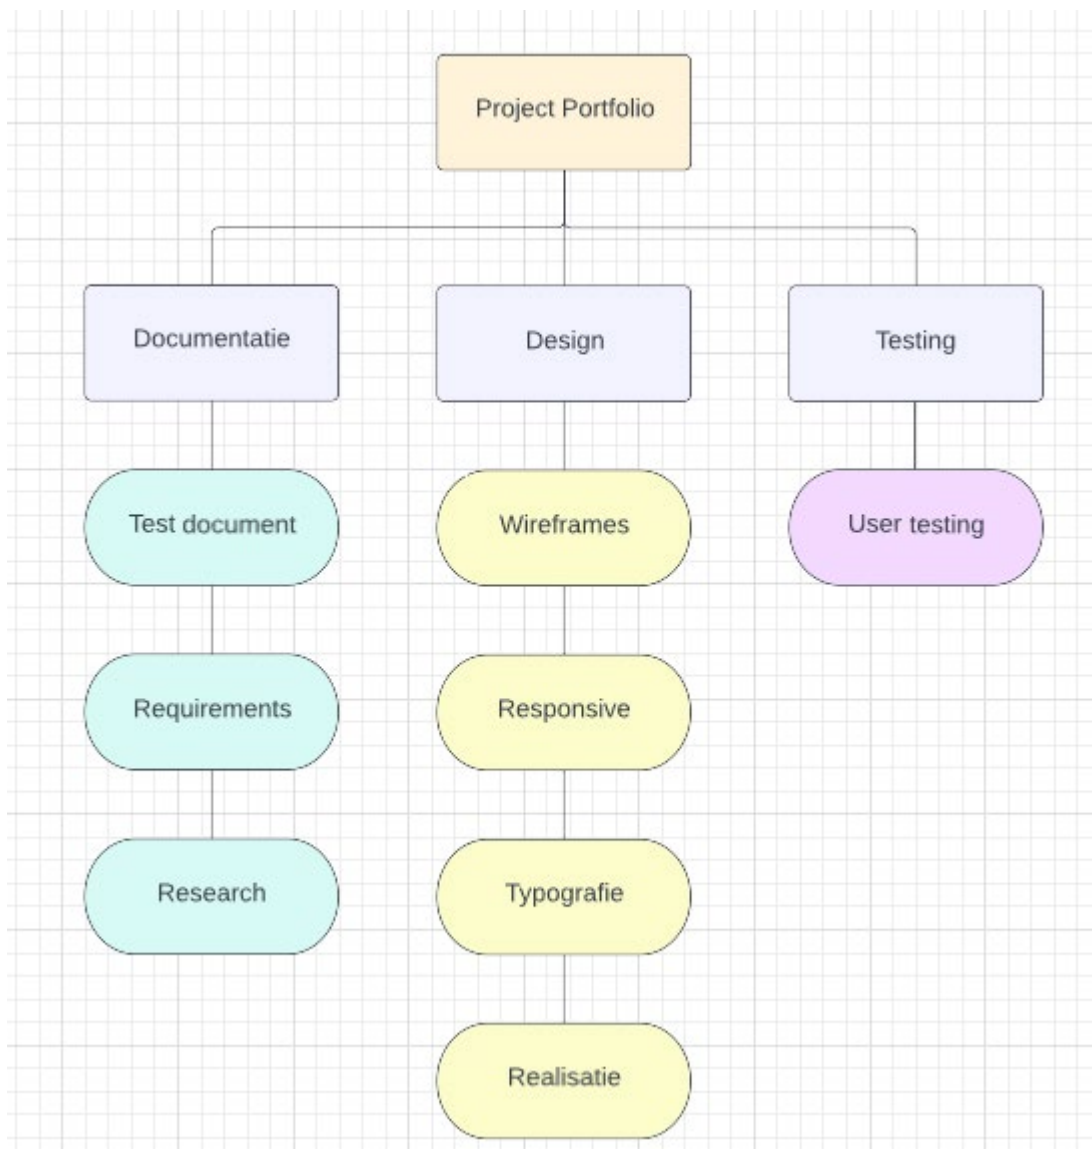 Project Portfolio
Documentatie
Design
Testing
Test document
Wireframes
User testing
Requirements
Responsive
Research
Typografie
Realisatie